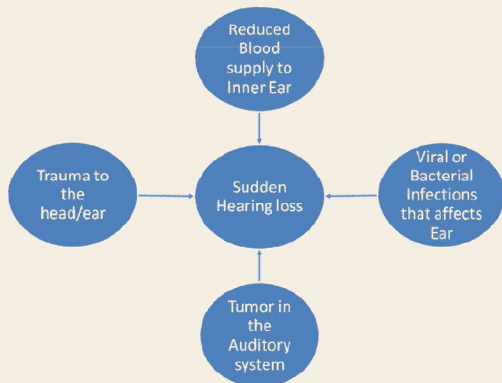 Reduced
Blood
supply to
Inner Ear
Trauma to
the
head/ear
Sudden
Hearing loss
Viral or
Bacterial
Infections
that affects
Ear
Tumor in
the
Auditory
system